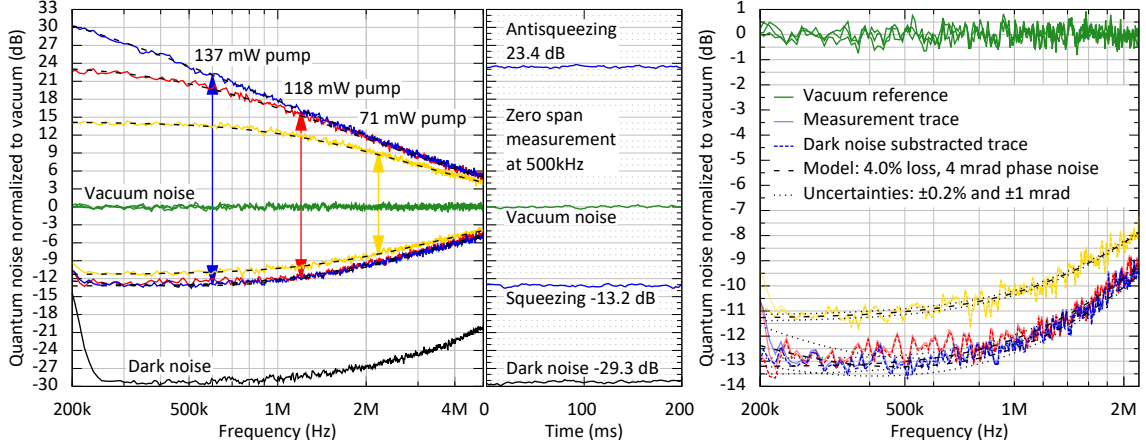 Quantum noise normalized to vacuum (dB)
33
30
27
24
21
18
15
12
9
6
3
0
-3
-6
-9
-12
-15
-18
-21
-24
-27
-30
137 mW pump
118 mW pump
71 mW pump
Vacuum noise
Dark noise
200k
500k
1M
2M
4M
Frequency (Hz)
Antisqueezing
23.4 dB
Zero span
measurement
at 500kHz
Vacuum noise
Squeezing -13.2 dB
Dark noise -29.3 dB
0
100
200
Time (ms)
Quantum noise normalized to vacuum (dB)
1
0
-1
-2
-3
-4
-5
-6
-7
-8
-9
-10
-11
-12
-13
-14
Vacuum reference
Measurement trace
Dark noise substracted trace
Model: 4.0% loss, 4 mrad phase noise
Uncertainties: ±0.2% and ±1 mrad
200k
500k
1M
2M
Frequency (Hz)